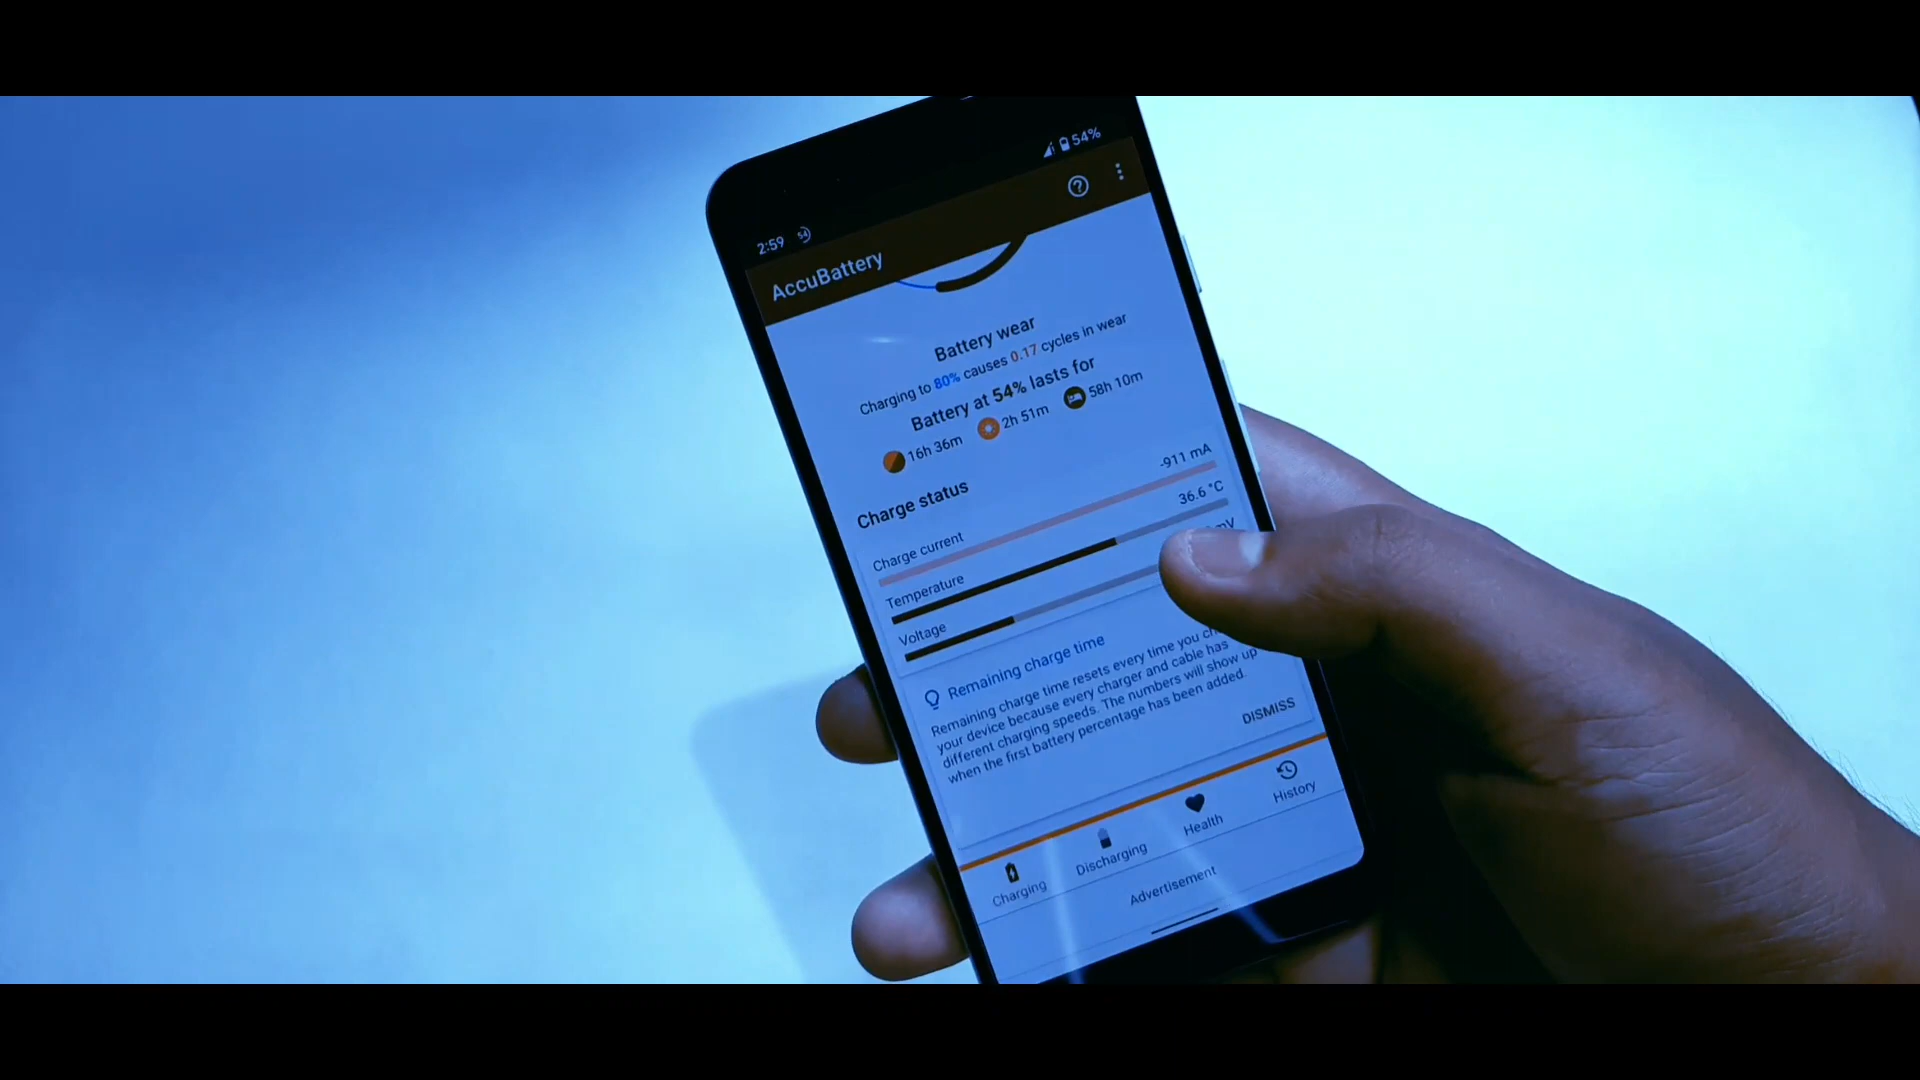 2:59 54 54%
AccuBattery
Battery wear
Charging to 80% causes 0.17 cycles in wear
Battery at 54% lasts for
16h 36m 2h 51m 58h 10m
Charge status
Charge current -911 mA
Temperature 36.6 °C
Voltage mV
Remaining charge time
Remaining charge time resets every time you
your device because every charger and cable has
different charging speeds. The numbers will show up
when the first battery percentage has been added.
DISMISS
Charging Discharging Health History
Advertisement